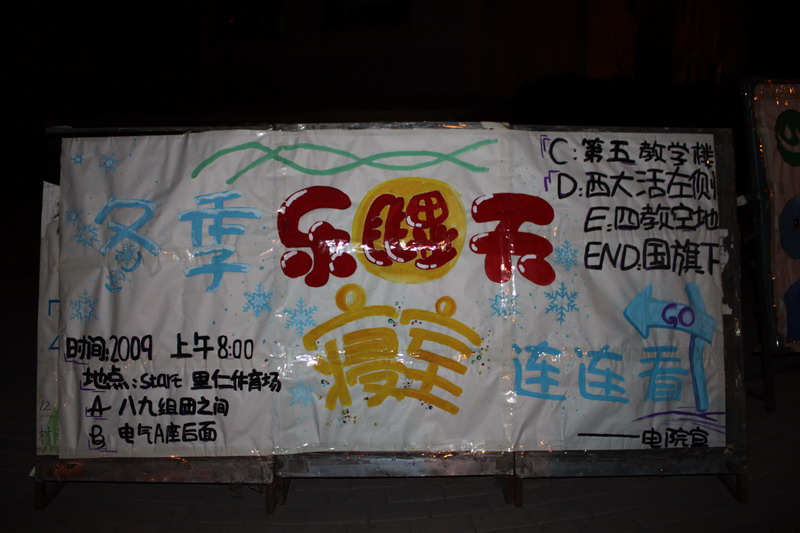 冬季 乐 天
寝室 连连看
GO
时间:2009 上午8:00
地点:Start 里仁体育场
A 八九组团之间
B 电气A座后面
C:第五教学楼
D:西大活左侧
E:四教空地
END:国旗下
——电院宣